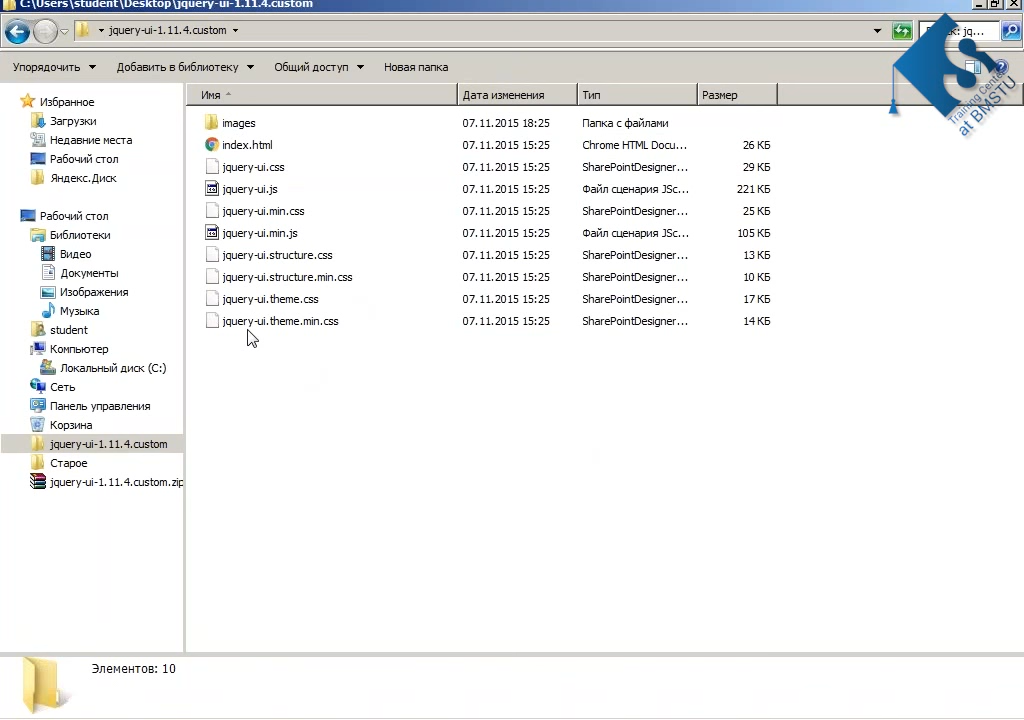 C:\Users\student\Desktop\jquery-ui-1.11.4.custom
jquery-ui-1.11.4.custom
к: jq...
Упорядочить Добавить в библиотеку Общий доступ Новая папка
Training Center
at BMSTU
Избранное
Загрузки
Недавние места
Рабочий стол
Яндекс.Диск
Рабочий стол
Библиотеки
Видео
Документы
Изображения
Музыка
student
Компьютер
Локальный диск (C:)
Сеть
Панель управления
Корзина
jquery-ui-1.11.4.custom
Старое
jquery-ui-1.11.4.custom.zip
Имя Дата изменения Тип Размер
images 07.11.2015 18:25 Папка с файлами
index.html 07.11.2015 15:25 Chrome HTML Docu... 26 КБ
jquery-ui.css 07.11.2015 15:25 SharePointDesigner... 29 КБ
jquery-ui.js 07.11.2015 15:25 Файл сценария JSc... 221 КБ
jquery-ui.min.css 07.11.2015 15:25 SharePointDesigner... 25 КБ
jquery-ui.min.js 07.11.2015 15:25 Файл сценария JSc... 105 КБ
jquery-ui.structure.css 07.11.2015 15:25 SharePointDesigner... 13 КБ
jquery-ui.structure.min.css 07.11.2015 15:25 SharePointDesigner... 10 КБ
jquery-ui.theme.css 07.11.2015 15:25 SharePointDesigner... 17 КБ
jquery-ui.theme.min.css 07.11.2015 15:25 SharePointDesigner... 14 КБ
Элементов: 10